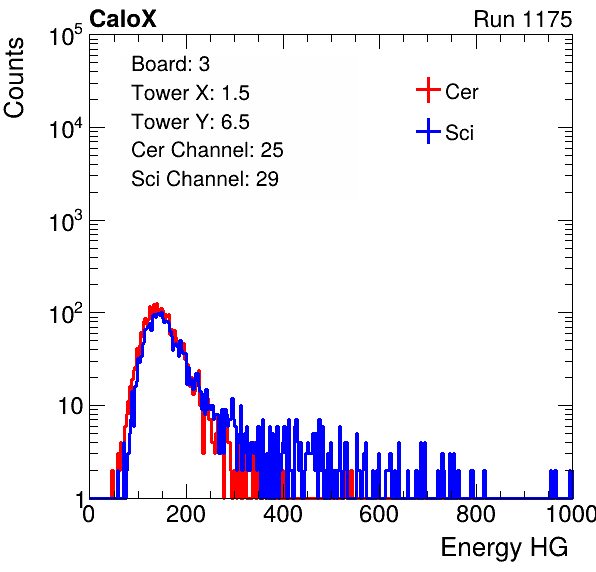 CaloX Run 1175
Counts
10^5
10^4
10^3
10^2
10
1
Board: 3
Tower X: 1.5
Tower Y: 6.5
Cer Channel: 25
Sci Channel: 29
Cer
Sci
0 200 400 600 800 1000
Energy HG